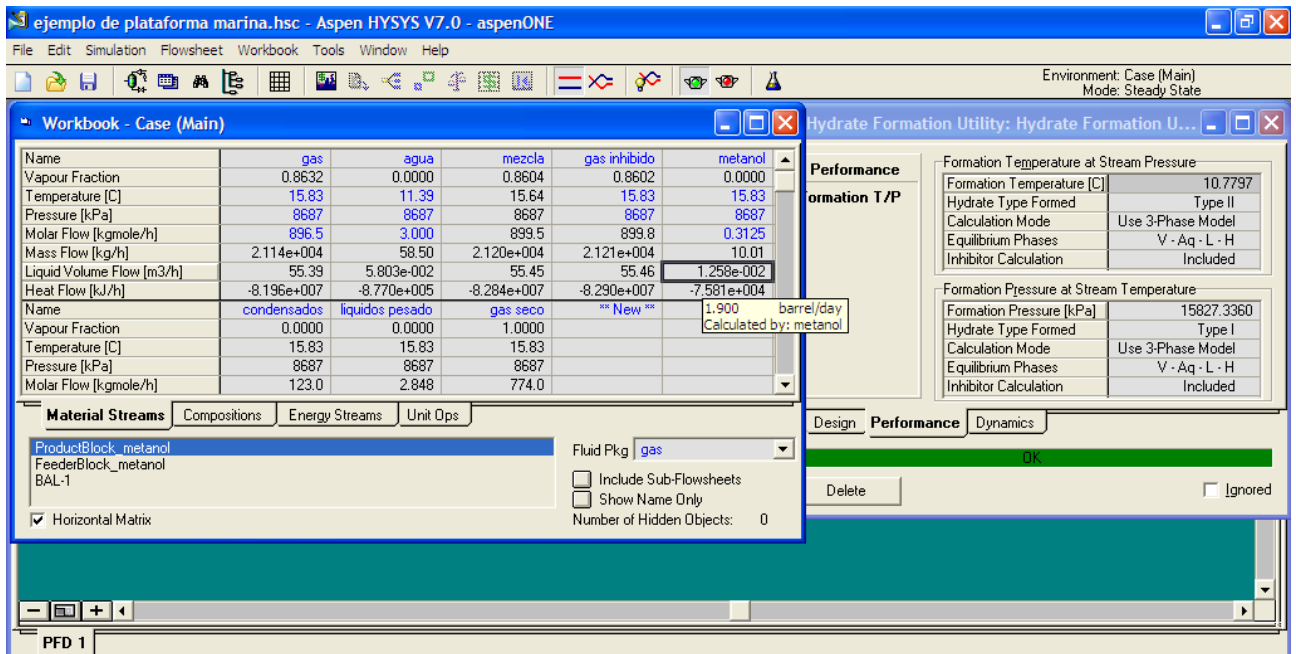 ejemplo de plataforma marina.hsc - Aspen HYSYS V7.0 - aspenONE
File Edit Simulation Flowsheet Workbook Tools Window Help
Environment: Case (Main)
Mode: Steady State
Workbook - Case (Main)
Name gas agua mezcla gas inhibido metanol
Vapour Fraction 0.8632 0.0000 0.8604 0.8602 0.0000
Temperature [C] 15.83 11.39 15.64 15.83 15.83
Pressure [kPa] 8687 8687 8687 8687 8687
Molar Flow [kgmole/h] 896.5 3.000 899.5 899.8 0.3125
Mass Flow [kg/h] 2.114e+004 58.50 2.120e+004 2.121e+004 10.01
Liquid Volume Flow [m3/h] 55.39 5.803e-002 55.45 55.46 1.258e-002
Heat Flow [kJ/h] -8.196e+007 -8.770e+005 -8.284e+007 -8.290e+007 -7.581e+004
Name condensados liquidos pesado gas seco ** New **
Vapour Fraction 0.0000 0.0000 1.0000
Temperature [C] 15.83 15.83 15.83
Pressure [kPa] 8687 8687 8687
Molar Flow [kgmole/h] 123.0 2.848 774.0
1.900 barrel/day
Calculated by: metanol
Material Streams Compositions Energy Streams Unit Ops
ProductBlock_metanol
FeederBlock_metanol
BAL-1
Fluid Pkg gas
Include Sub-Flowsheets
Show Name Only
Number of Hidden Objects: 0
Horizontal Matrix
Hydrate Formation Utility: Hydrate Formation U...
Performance
ormation T/P
Formation Temperature at Stream Pressure
Formation Temperature [C] 10.7797
Hydrate Type Formed Type II
Calculation Mode Use 3-Phase Model
Equilibrium Phases V - Aq - L - H
Inhibitor Calculation Included
Formation Pressure at Stream Temperature
Formation Pressure [kPa] 15827.3360
Hydrate Type Formed Type I
Calculation Mode Use 3-Phase Model
Equilibrium Phases V - Aq - L - H
Inhibitor Calculation Included
Design Performance Dynamics
OK
Delete
Ignored
PFD 1